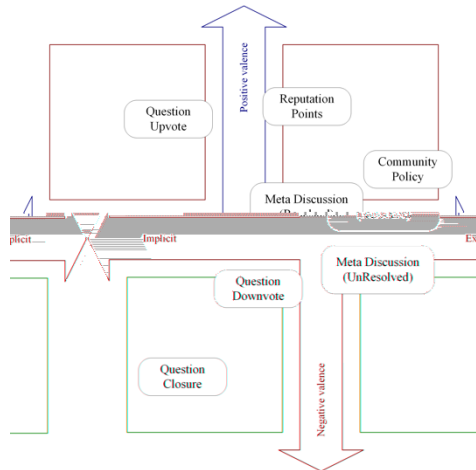 Positive valence
Question
Upvote
Reputation
Points
Community
Policy
Meta Discussion
Implicit
Question
Downvote
Meta Discussion
(UnResolved)
Question
Closure
Negative valence